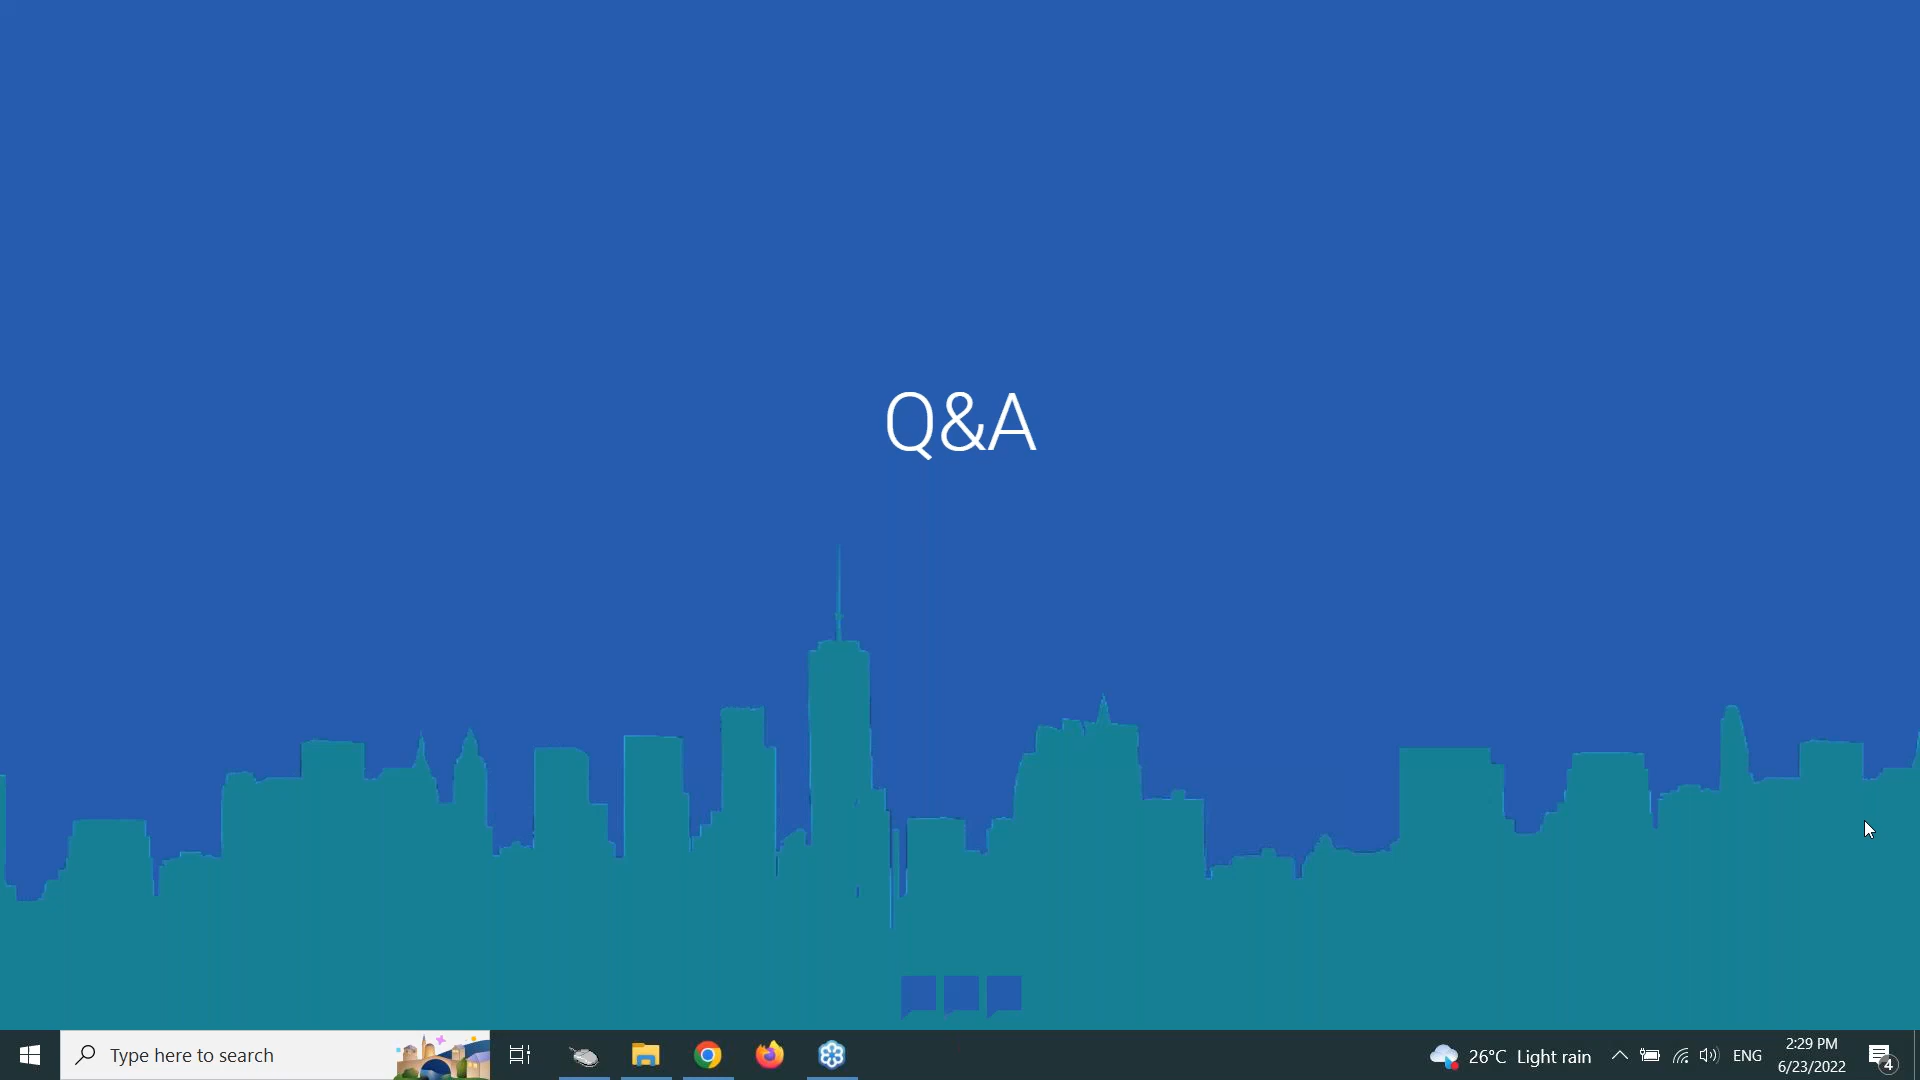 Q&A
Type here to search
26°C Light rain
ENG
2:29 PM
6/23/2022
4